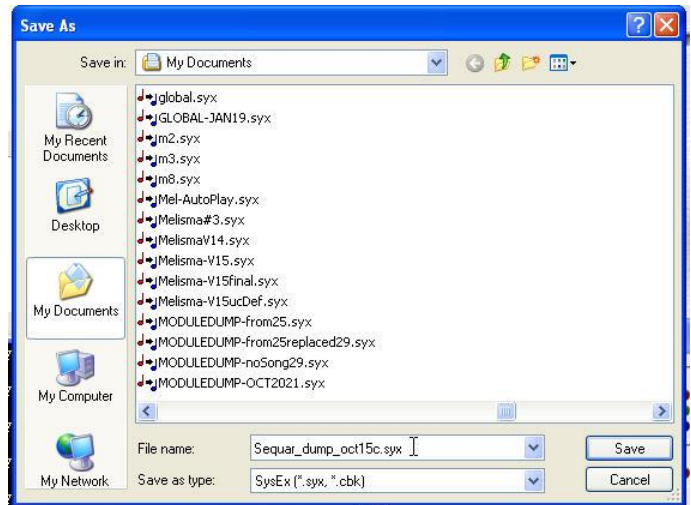 Save As
Save in:
My Documents
My Recent
Documents
Desktop
My Documents
My Computer
My Network
global.syx
GLOBAL-JAN19.syx
m2.syx
m3.syx
m8.syx
Mel-AutoPlay.syx
Melisma#3.syx
MelismaV14.syx
Melisma-V15.syx
Melisma-V15final.syx
Melisma-V15ucDef.syx
MODULEDUMP-from25.syx
MODULEDUMP-from25replaced29.syx
MODULEDUMP-noSong29.syx
MODULEDUMP-OCT2021.syx
File name:
Sequar_dump_oct15c.syx
Save
Save as type:
SysEx (*.syx, *.cbk)
Cancel